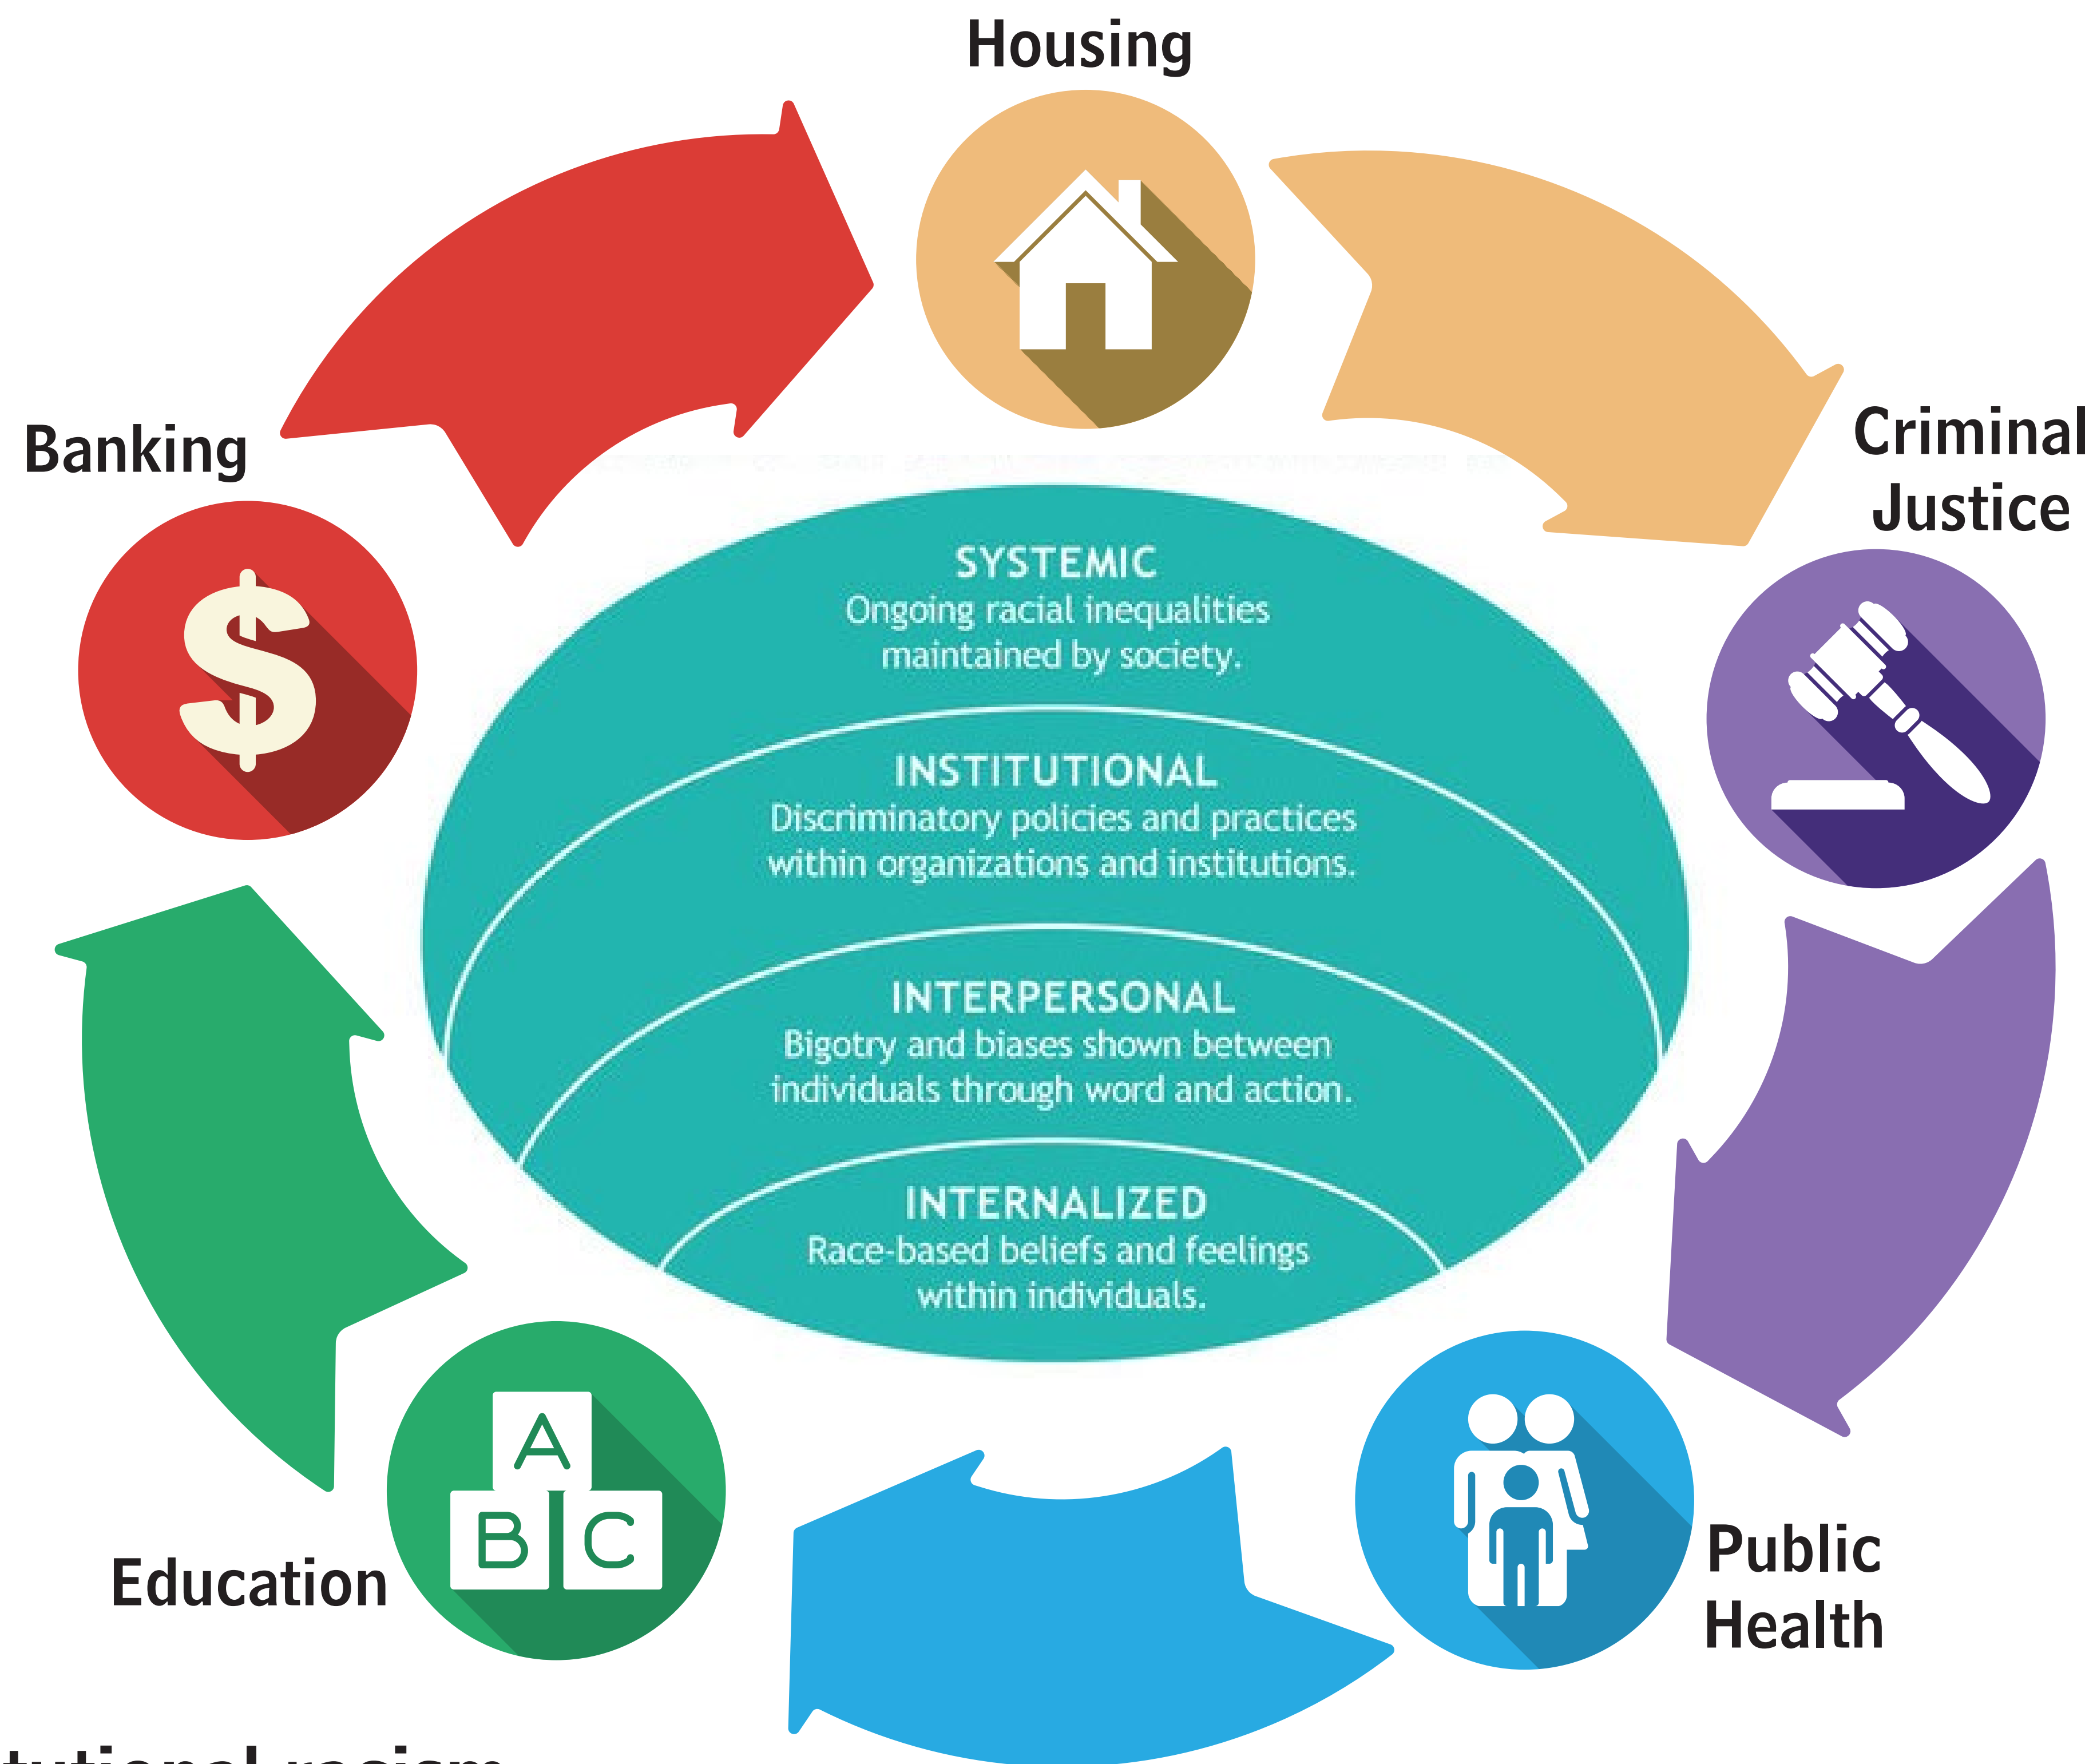 Housing
Banking
Criminal
Justice
SYSTEMIC
Ongoing racial inequalities
maintained by society.
INSTITUTIONAL
Discriminatory policies and practices
within organizations and institutions.
INTERPERSONAL
Bigotry and biases shown between
individuals through word and action.
INTERNALIZED
Race-based beliefs and feelings
within individuals.
A
B C
Education
Public
Health
racism